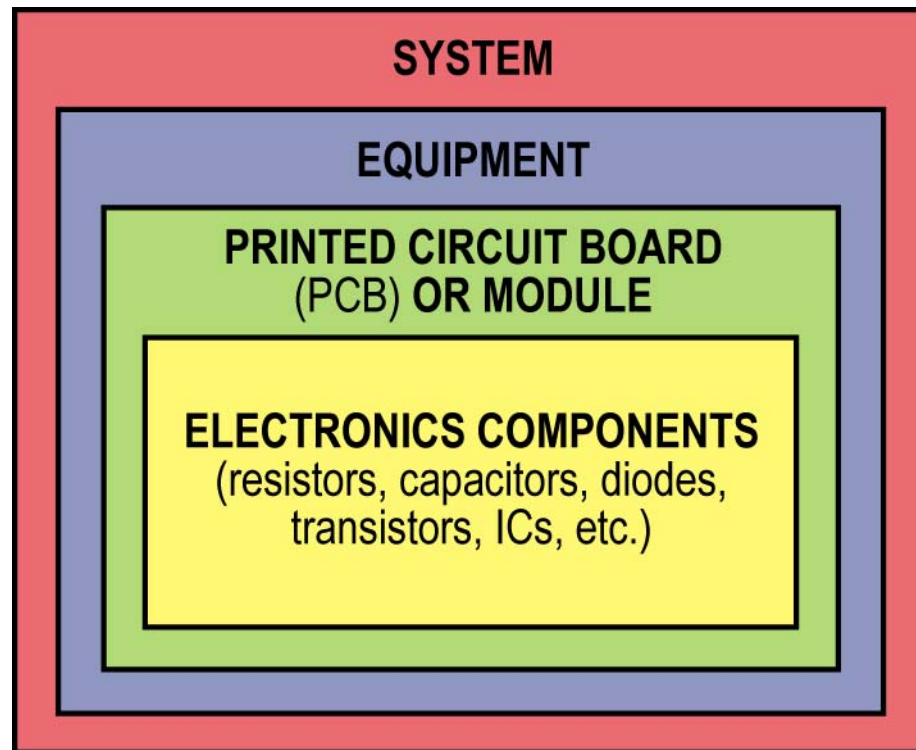 SYSTEM
EQUIPMENT
PRINTED CIRCUIT BOARD
(PCB) OR MODULE
ELECTRONICS COMPONENTS
(resistors, capacitors, diodes,
transistors, ICs, etc.)